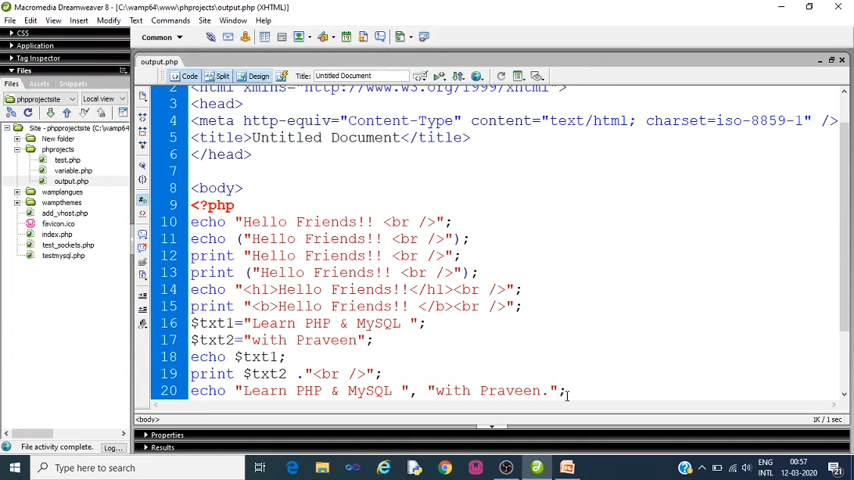 Macromedia Dreamweaver 8 - [C:\wamp64\www\phprojects\output.php (XHTML)]
File Edit View Insert Modify Text Commands Site Window Help
CSS
Application
Tag Inspector
Files
Files Assets Snippets
phpprojectsite Local view
Site - phpprojectsite (C:\wamp64\
New folder
phprojects
test.php
variable.php
output.php
wamplangues
wampthemes
add_vhost.php
favicon.ico
index.php
test_sockets.php
testmysql.php
File activity complete. Log...
Common
output.php
Code Split Design Title: Untitled Document
2 <html xmlns="http://www.w3.org/1999/xhtml">
3 <head>
4 <meta http-equiv="Content-Type" content="text/html; charset=iso-8859-1" />
5 <title>Untitled Document</title>
6 </head>
7
8 <body>
9 <?php
10 echo "Hello Friends!! <br />";
11 echo ("Hello Friends!! <br />");
12 print "Hello Friends!! <br />";
13 print ("Hello Friends!! <br />");
14 echo "<h1>Hello Friends!!</h1><br />";
15 print "<b>Hello Friends!! </b><br />";
16 $txt1="Learn PHP & MySQL ";
17 $txt2="with Praveen";
18 echo $txt1;
19 print $txt2 ."<br />";
20 echo "Learn PHP & MySQL ", "with Praveen.";
<body> 1K / 1 sec
Properties
Results
Type here to search
ENG
INTL
00:57
12-03-2020
21